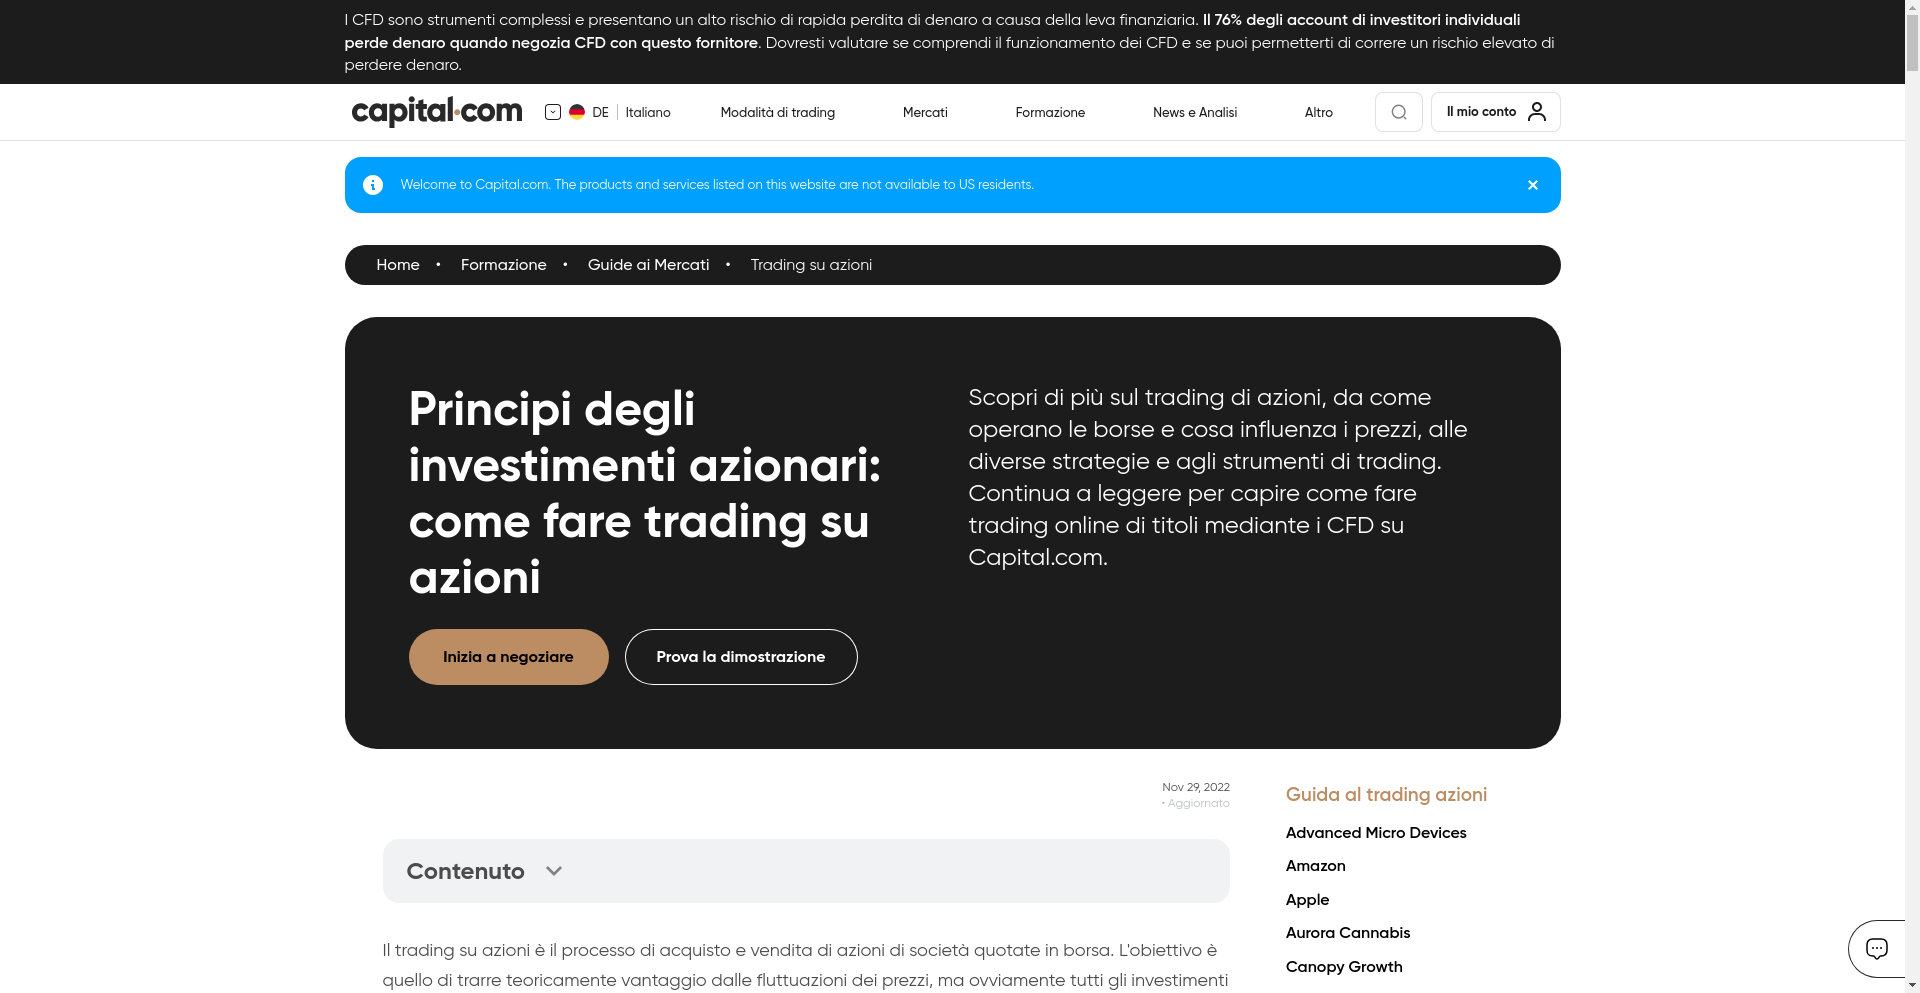 I CFD sono strumenti complessi e presentano un alto rischio di rapida perdita di denaro a causa della leva finanziaria. Il 76% degli account di investitori individuali
perde denaro quando negozia CFD con questo fornitore. Dovresti valutare se comprendi il funzionamento dei CFD e se puoi permetterti di correre un rischio elevato di
perdere denaro.
capital.com
DE
Italiano
Modalità di trading
Mercati
Formazione
News e Analisi
Altro
Il mio conto
Welcome to Capital.com. The products and services listed on this website are not available to US residents.
Home • Formazione • Guide ai Mercati • Trading su azioni
Principi degli
investimenti azionari:
come fare trading su
azioni
Inizia a negoziare
Prova la dimostrazione
Scopri di più sul trading di azioni, da come
operano le borse e cosa influenza i prezzi, alle
diverse strategie e agli strumenti di trading.
Continua a leggere per capire come fare
trading online di titoli mediante i CFD su
Capital.com.
Nov 29, 2022
• Aggiornato
Contenuto
Il trading su azioni è il processo di acquisto e vendita di azioni di società quotate in borsa. L'obiettivo è
quello di trarre teoricamente vantaggio dalle fluttuazioni dei prezzi, ma ovviamente tutti gli investimenti
Guida al trading azioni
Advanced Micro Devices
Amazon
Apple
Aurora Cannabis
Canopy Growth